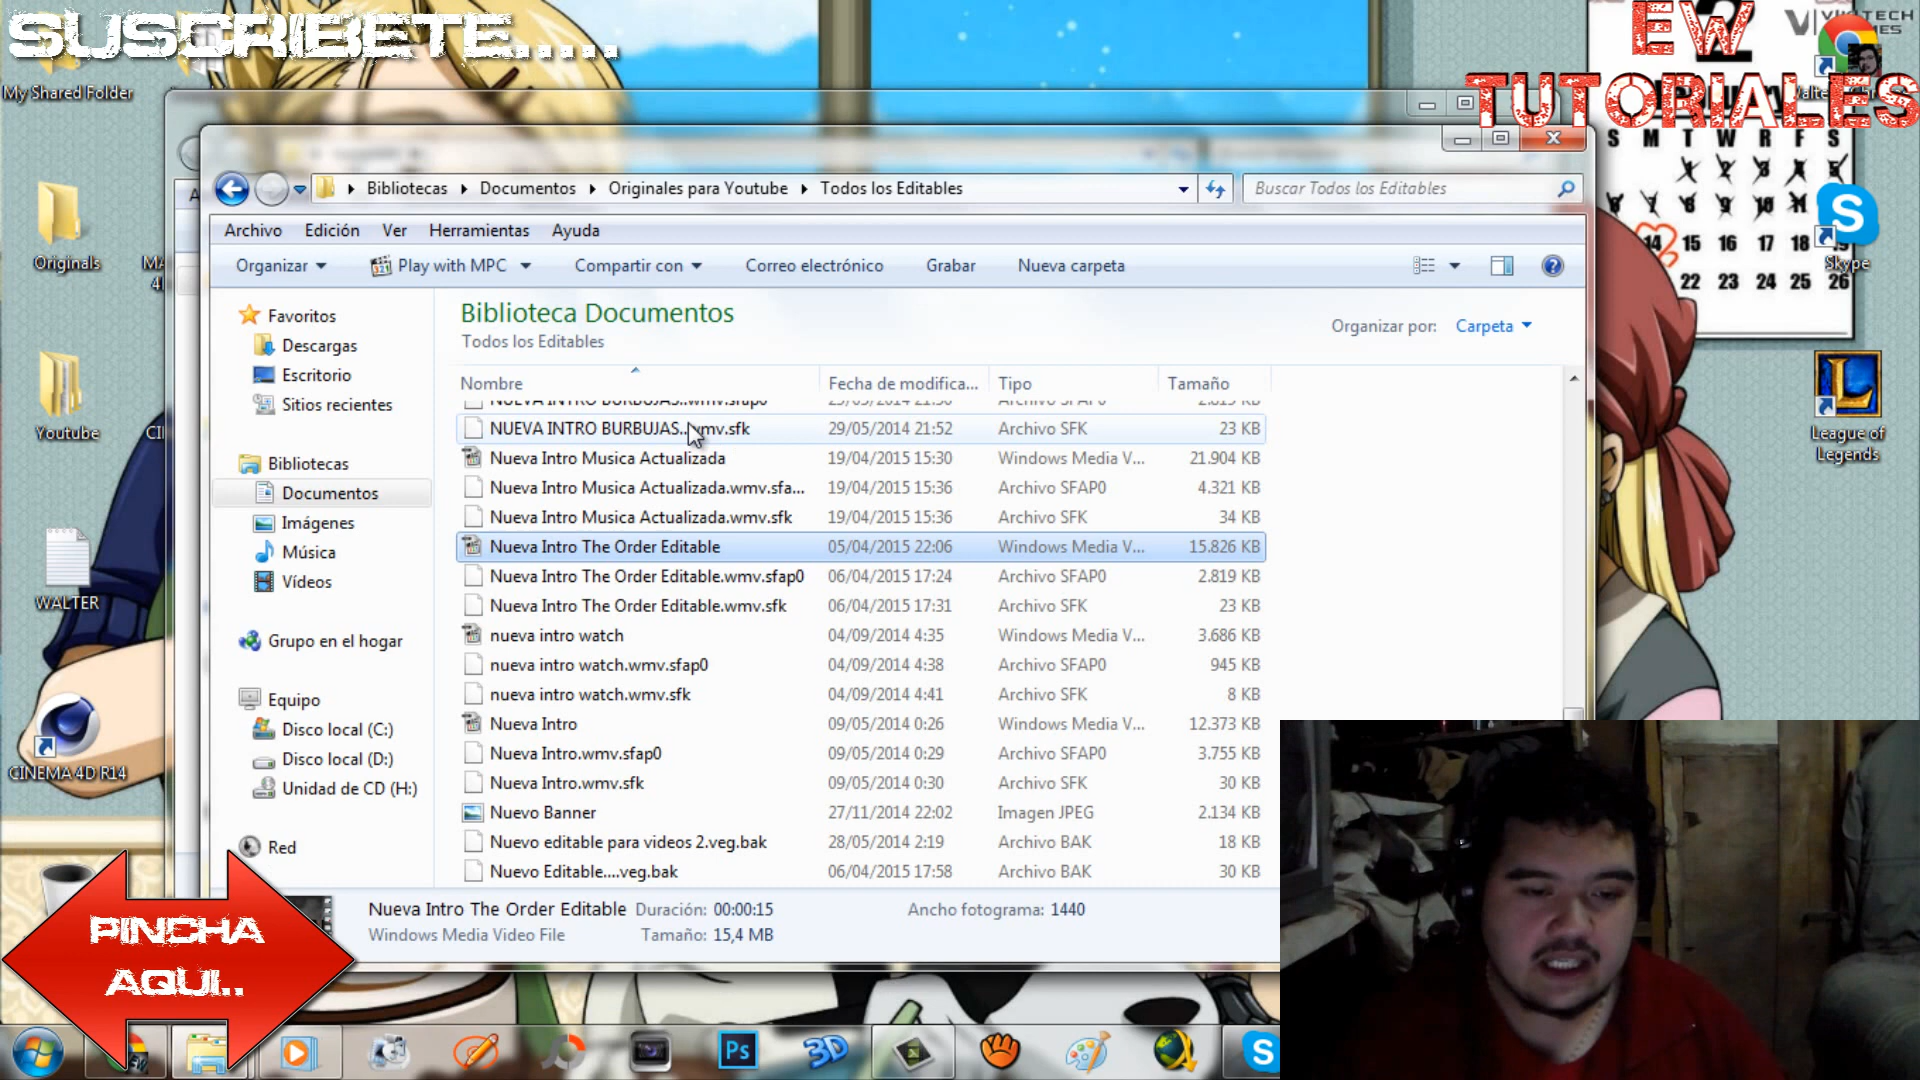 SUSCRIBETE.....
EW
TUTORIALES
My Shared Folder
Originals
Youtube
WALTER
CINEMA 4D R14
Skype
League of
Legends
S M T W R F S
14 15 16 17 18
22 23 24 25 26
Bibliotecas Documentos Originales para Youtube Todos los Editables
Buscar Todos los Editables
Archivo Edición Ver Herramientas Ayuda
Organizar Play with MPC Compartir con Correo electrónico Grabar Nueva carpeta
Favoritos
Descargas
Escritorio
Sitios recientes
Bibliotecas
Documentos
Imágenes
Música
Vídeos
Grupo en el hogar
Equipo
Disco local (C:)
Disco local (D:)
Unidad de CD (H:)
Red
Biblioteca Documentos
Todos los Editables
Organizar por: Carpeta
Nombre Fecha de modifica... Tipo Tamaño
NUEVA INTRO BURBUJAS..wmv.sfk 29/05/2014 21:52 Archivo SFK 23 KB
Nueva Intro Musica Actualizada 19/04/2015 15:30 Windows Media V... 21.904 KB
Nueva Intro Musica Actualizada.wmv.sfa... 19/04/2015 15:36 Archivo SFAP0 4.321 KB
Nueva Intro Musica Actualizada.wmv.sfk 19/04/2015 15:36 Archivo SFK 34 KB
Nueva Intro The Order Editable 05/04/2015 22:06 Windows Media V... 15.826 KB
Nueva Intro The Order Editable.wmv.sfap0 06/04/2015 17:24 Archivo SFAP0 2.819 KB
Nueva Intro The Order Editable.wmv.sfk 06/04/2015 17:31 Archivo SFK 23 KB
nueva intro watch 04/09/2014 4:35 Windows Media V... 3.686 KB
nueva intro watch.wmv.sfap0 04/09/2014 4:38 Archivo SFAP0 945 KB
nueva intro watch.wmv.sfk 04/09/2014 4:41 Archivo SFK 8 KB
Nueva Intro 09/05/2014 0:26 Windows Media V... 12.373 KB
Nueva Intro.wmv.sfap0 09/05/2014 0:29 Archivo SFAP0 3.755 KB
Nueva Intro.wmv.sfk 09/05/2014 0:30 Archivo SFK 30 KB
Nuevo Banner 27/11/2014 22:02 Imagen JPEG 2.134 KB
Nuevo editable para videos 2.veg.bak 28/05/2014 2:19 Archivo BAK 18 KB
Nuevo Editable....veg.bak 06/04/2015 17:58 Archivo BAK 30 KB
Nueva Intro The Order Editable Duración: 00:00:15 Ancho fotograma: 1440
Windows Media Video File Tamaño: 15,4 MB
PINCHA
AQUI..
Ps
3D